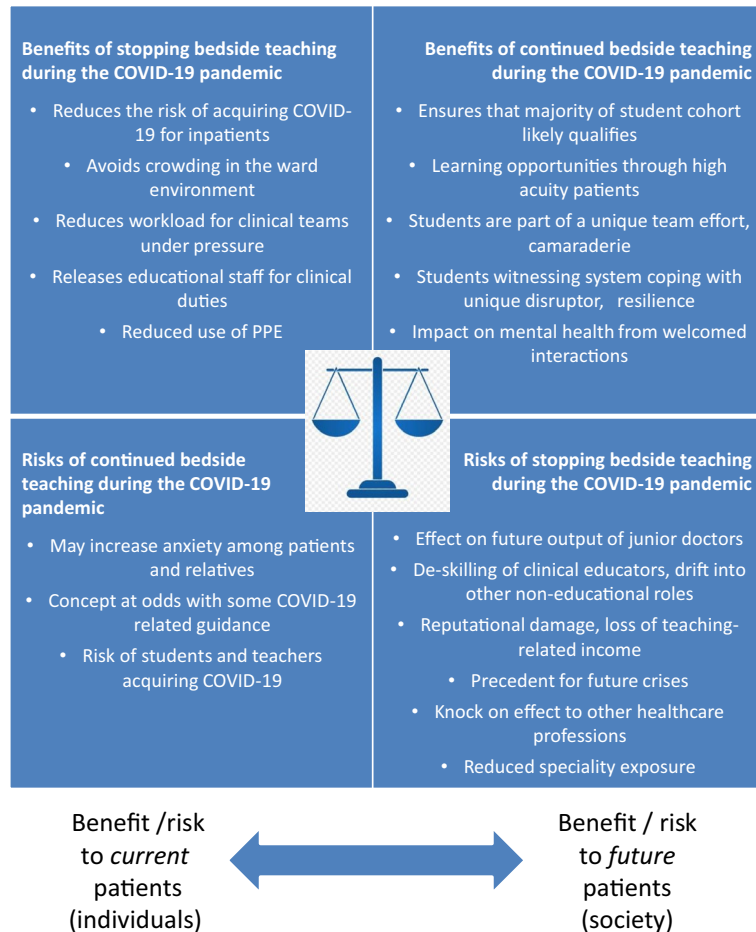 Benefits of stopping bedside teaching
during the COVID-19 pandemic
• Reduces the risk of acquiring COVID-
19 for inpatients
• Avoids crowding in the ward
environment
• Reduces workload for clinical teams
under pressure
• Releases educational staff for clinical
duties
• Reduced use of PPE
Benefits of continued bedside teaching
during the COVID-19 pandemic
• Ensures that majority of student cohort
likely qualifies
• Learning opportunities through high
acuity patients
• Students are part of a unique team effort,
camaraderie
• Students witnessing system coping with
unique disruptor, resilience
• Impact on mental health from welcomed
interactions
Risks of continued bedside
teaching during the COVID-19
pandemic
• May increase anxiety among patients
and relatives
• Concept at odds with some COVID-19
related guidance
• Risk of students and teachers
acquiring COVID-19
Risks of stopping bedside teaching
during the COVID-19 pandemic
• Effect on future output of junior doctors
• De-skilling of clinical educators, drift into
other non-educational roles
• Reputational damage, loss of teaching-
related income
• Precedent for future crises
• Knock on effect to other healthcare
professions
• Reduced speciality exposure
Benefit /risk
to current
patients
(individuals)
Benefit / risk
to future
patients
(society)